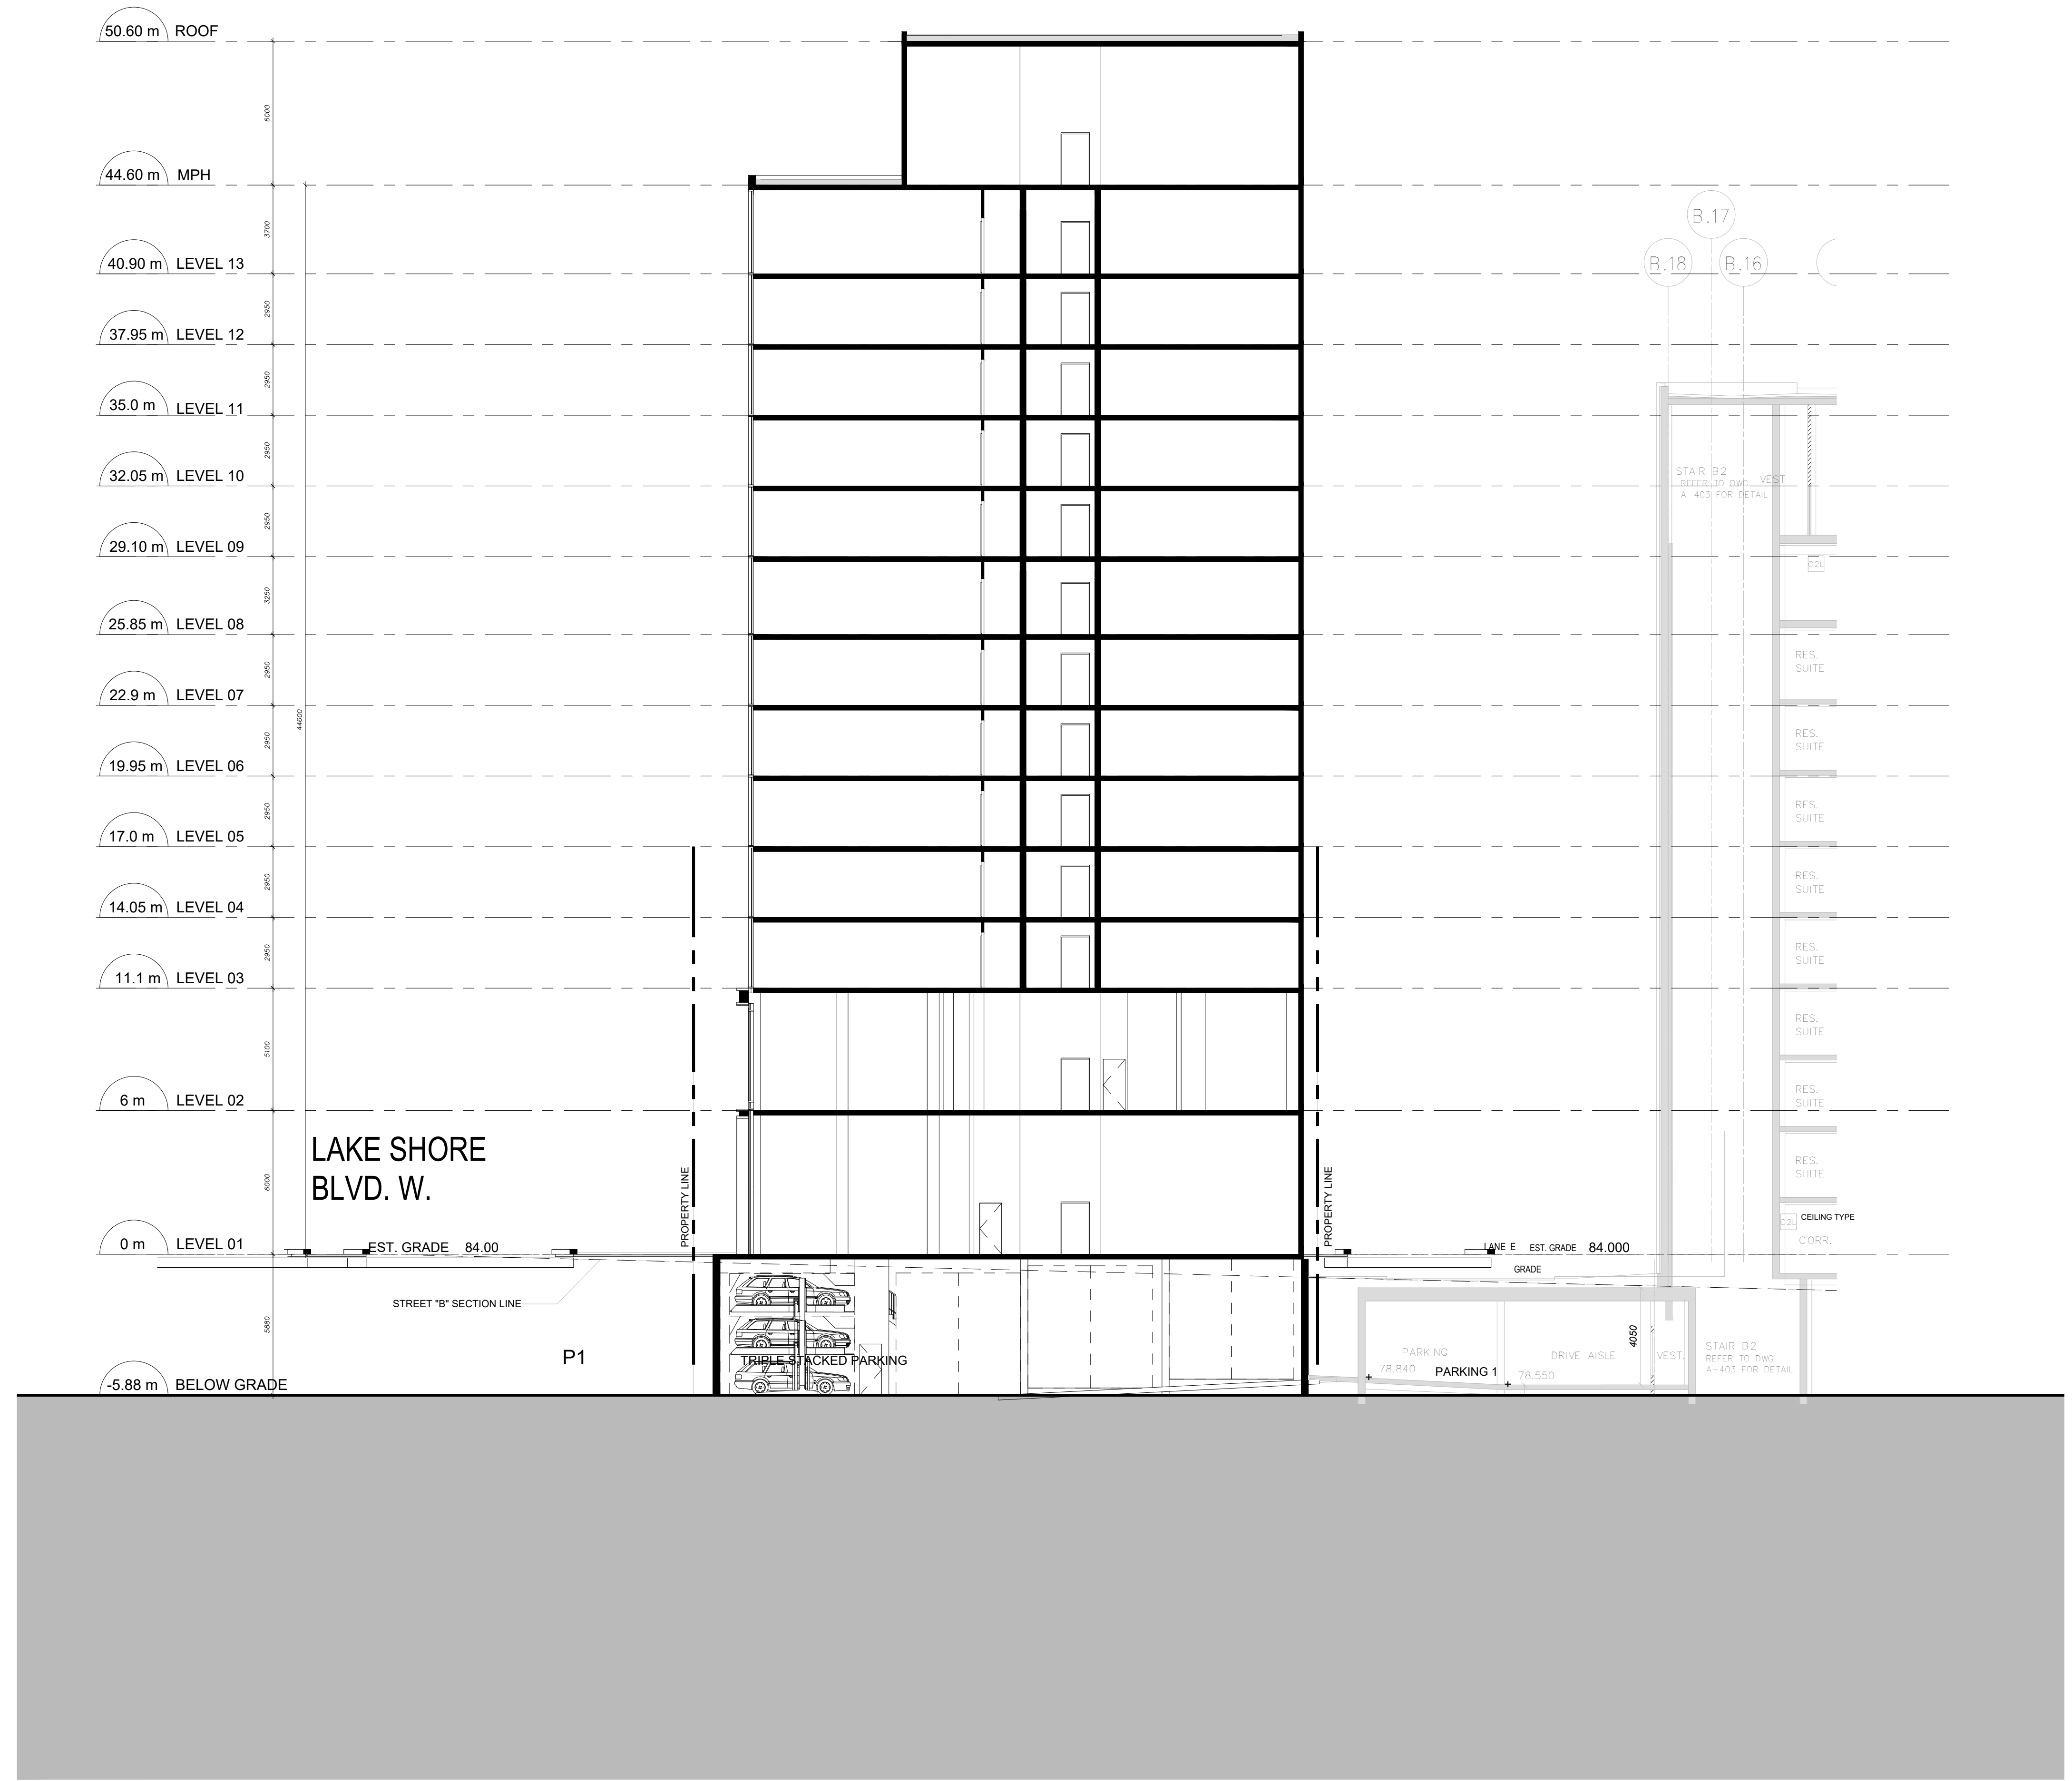 50.60 m ROOF
6000
44.60 m MPH
3700
40.90 m LEVEL 13
2950
37.95 m LEVEL 12
2950
35.0 m LEVEL 11
2950
32.05 m LEVEL 10
2950
29.10 m LEVEL 09
3250
25.85 m LEVEL 08
2950
22.9 m LEVEL 07
2950
44600
19.95 m LEVEL 06
2950
17.0 m LEVEL 05
2950
14.05 m LEVEL 04
2950
11.1 m LEVEL 03
5100
6 m LEVEL 02
6000
0 m LEVEL 01
5880
-5.88 m BELOW GRADE
LAKE SHORE
BLVD. W.
EST. GRADE 84.00
STREET "B" SECTION LINE
P1
PROPERTY LINE
TRIPLE STACKED PARKING
PROPERTY LINE
LANE E EST. GRADE 84.000
GRADE
B.17
B.18
B.16
STAIR B2
REFER TO DWG.
A-403 FOR DETAIL
VEST
C2L
RES.
SUITE
RES.
SUITE
RES.
SUITE
RES.
SUITE
RES.
SUITE
RES.
SUITE
RES.
SUITE
RES.
SUITE
C2L
CEILING TYPE
CORR.
PARKING
78.840
PARKING 1
78.550
DRIVE AISLE
4050
VEST.
STAIR B2
REFER TO DWG.
A-403 FOR DETAIL